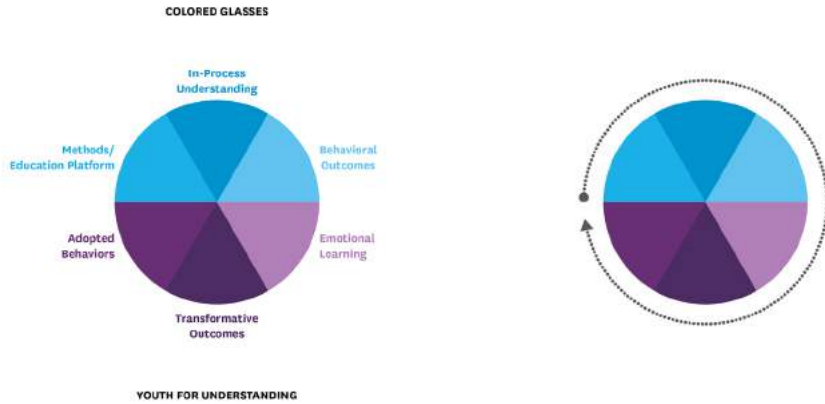 COLORED GLASSES
In-Process
Understanding
Methods/
Education Platform
Behavioral
Outcomes
Adopted
Behaviors
Emotional
Learning
Transformative
Outcomes
YOUTH FOR UNDERSTANDING